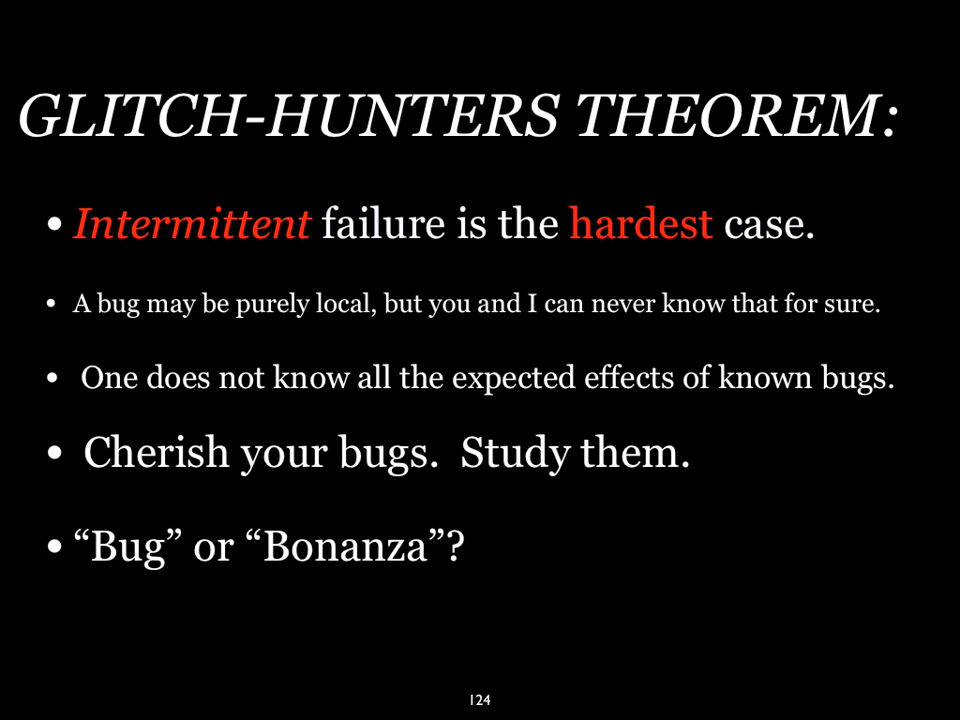 GLITCH-HUNTERS THEOREM:
• Intermittent failure is the hardest case.
• A bug may be purely local, but you and I can never know that for sure.
• One does not know all the expected effects of known bugs.
• Cherish your bugs.  Study them.
• “Bug” or “Bonanza”?
124